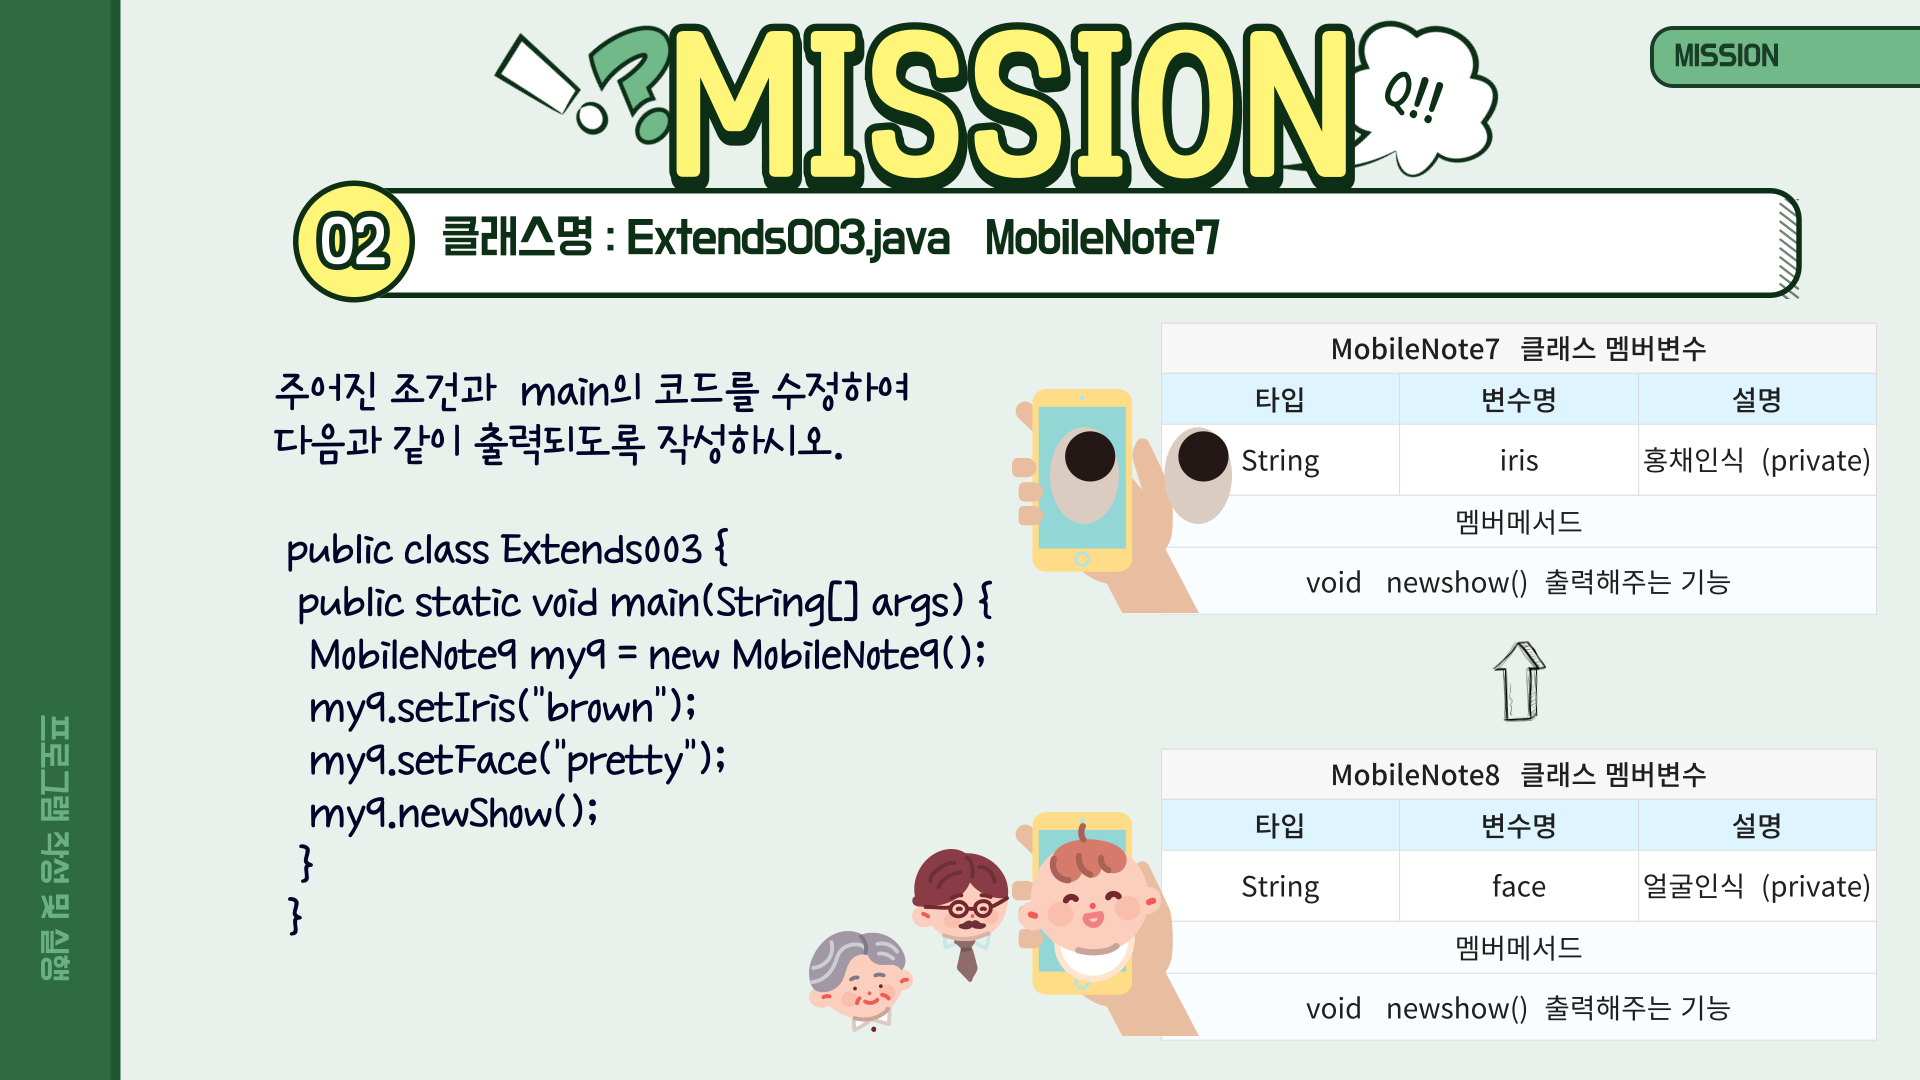 MISSION
Q!!
MISSION
02
클래스명 : Extends003.java MobileNote7
주어진 조건과 main의 코드를 수정하여
다음과 같이 출력되도록 작성하시오.
public class Extends003 {
public static void main(String[] args) {
MobileNote9 my9 = new MobileNote9();
my9.setIris("brown");
my9.setFace("pretty");
my9.newShow();
}
}
MobileNote7 클래스 멤버변수
타입 변수명 설명
String iris 홍채인식 (private)
멤버메서드
void newshow() 출력해주는 기능
MobileNote8 클래스 멤버변수
타입 변수명 설명
String face 얼굴인식 (private)
멤버메서드
void newshow() 출력해주는 기능
프로그램 작성 및 실행